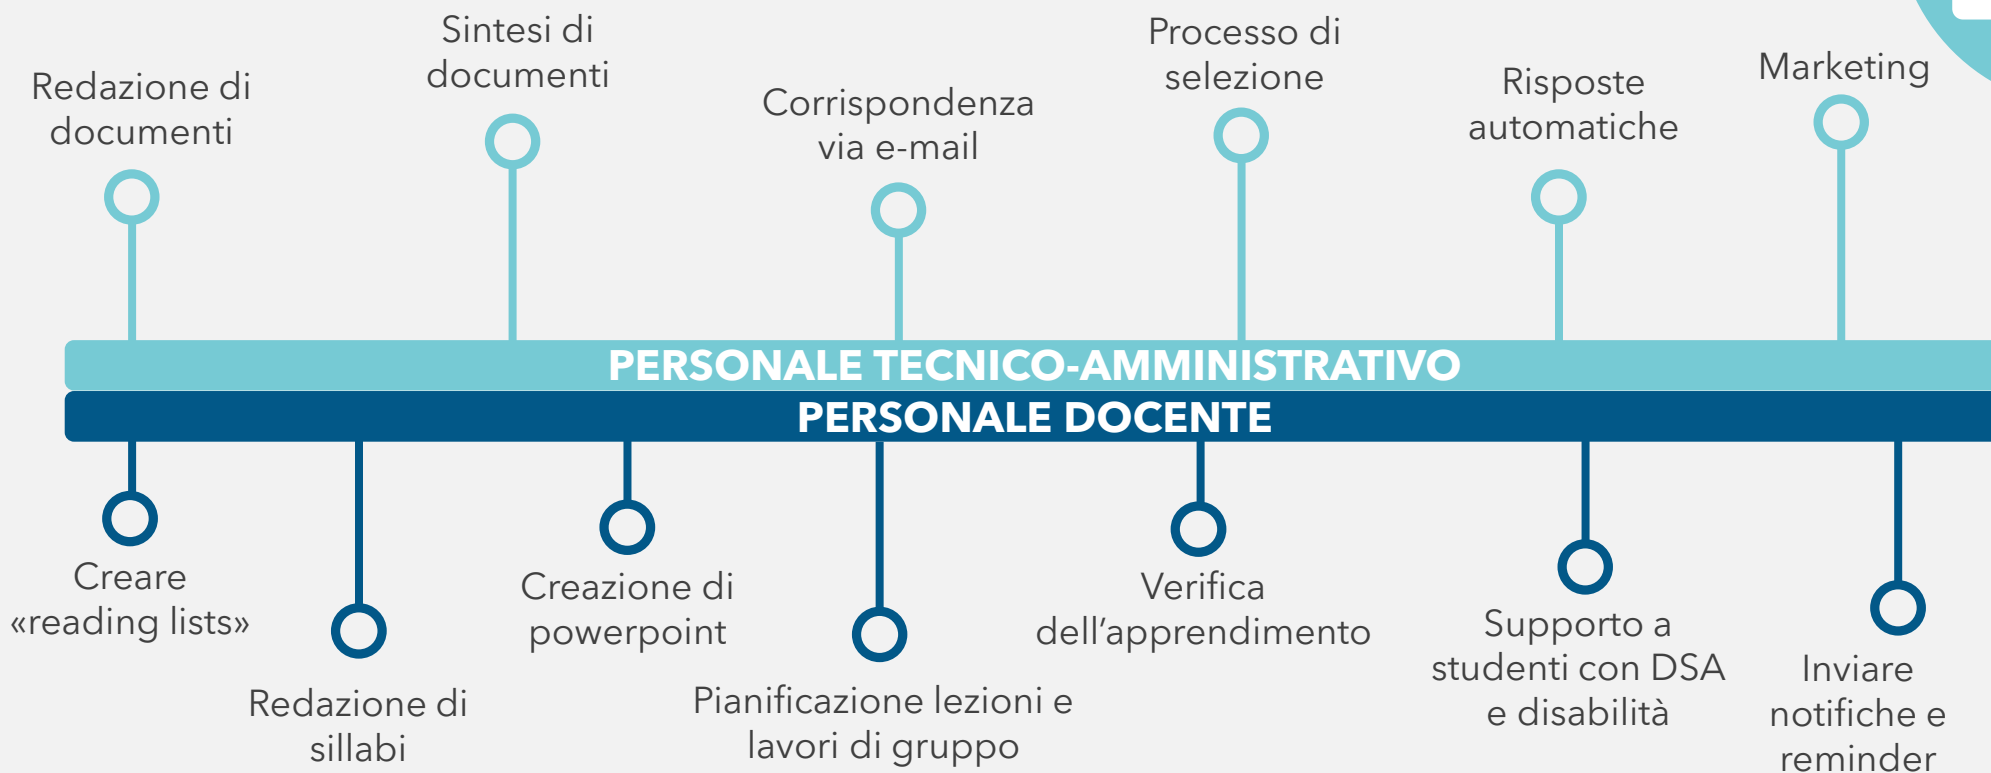 Redazione di
documenti
Sintesi di
documenti
Corrispondenza
via e-mail
Processo di
selezione
Risposte
automatiche
Marketing
PERSONALE TECNICO-AMMINISTRATIVO
PERSONALE DOCENTE
Creare
«reading lists»
Redazione di
sillabi
Creazione di
powerpoint
Pianificazione lezioni e
lavori di gruppo
Verifica
dell’apprendimento
Supporto a
studenti con DSA
e disabilità
Inviare
notifiche e
reminder